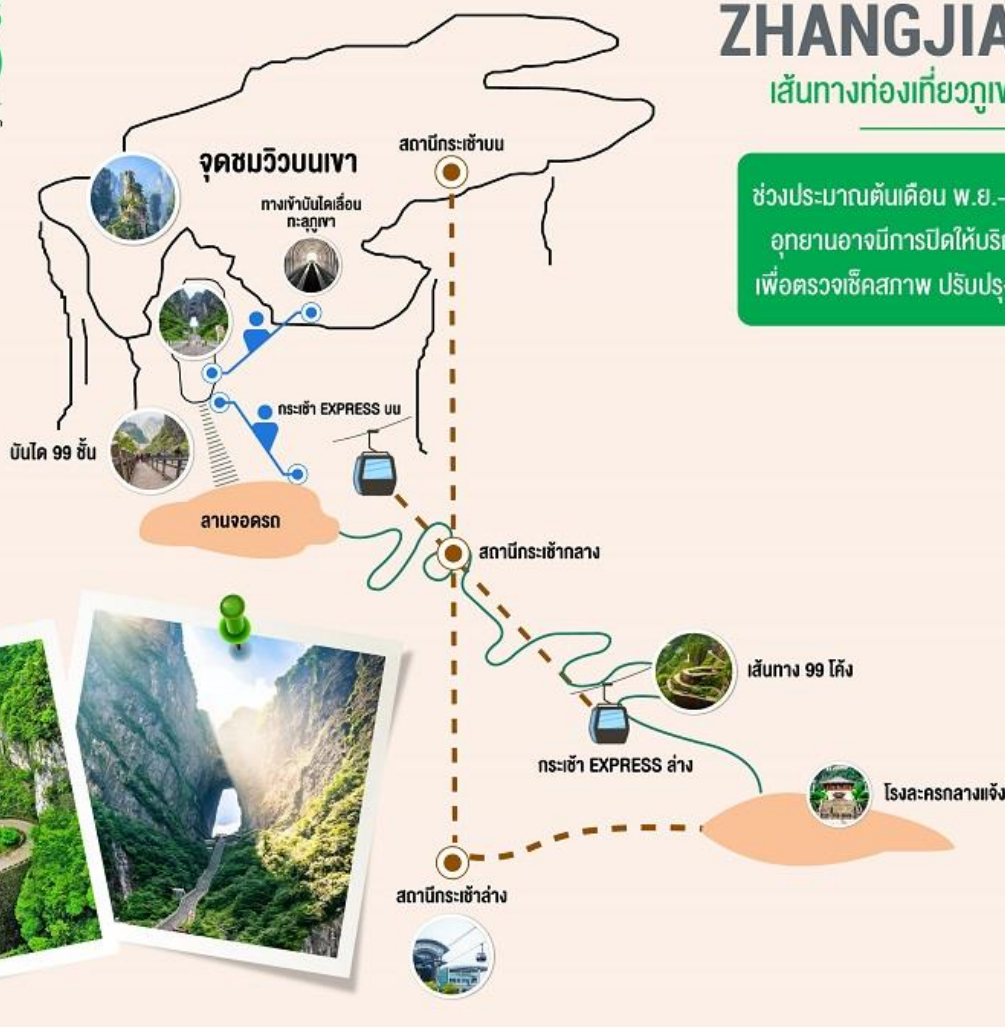 ZHANGJIA
เส้นทางท่องเที่ยวภูเข
ช่วงประมาณต้นเดือน พ.ย.-
อุทยานอาจมีการปิดให้บริก
เพื่อตรวจเช็คสภาพ ปรับปรุง
สถานีกระเช้าบน
จุดชมวิวบนเขา
ทางเข้าบันไดเลื่อน
ทะลุภูเขา
กระเช้า EXPRESS บน
บันได 99 ขั้น
ลานจอดรถ
สถานีกระเช้ากลาง
เส้นทาง 99 โค้ง
กระเช้า EXPRESS ล่าง
โรงละครกลางแจ้ง
สถานีกระเช้าล่าง